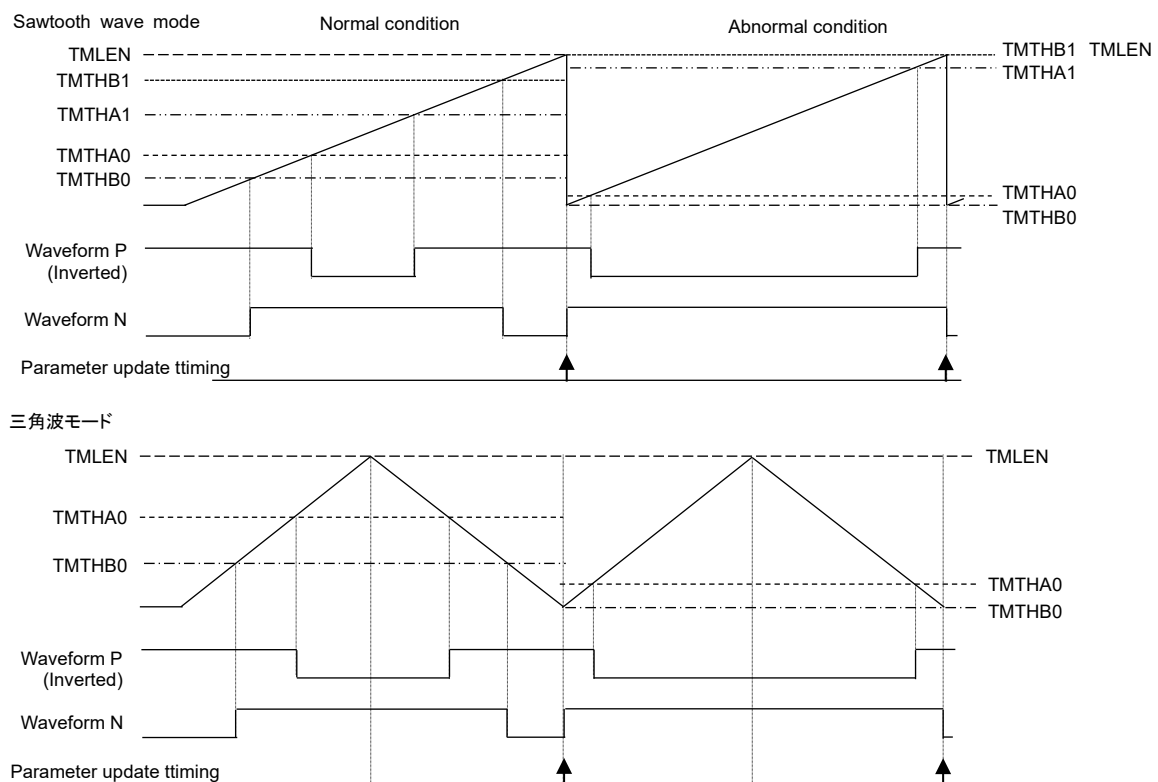 Sawtooth wave mode
Normal condition
Abnormal condition
TMLEN
TMTHB1
TMTHA1
TMTHA0
TMTHB0
TMTHB1 TMLEN
TMTHA1
TMTHA0
TMTHB0
Waveform P
(Inverted)
Waveform N
Parameter update ttiming
三角波モード
TMLEN
TMTHA0
TMTHB0
TMLEN
TMTHA0
TMTHB0
Waveform P
(Inverted)
Waveform N
Parameter update ttiming